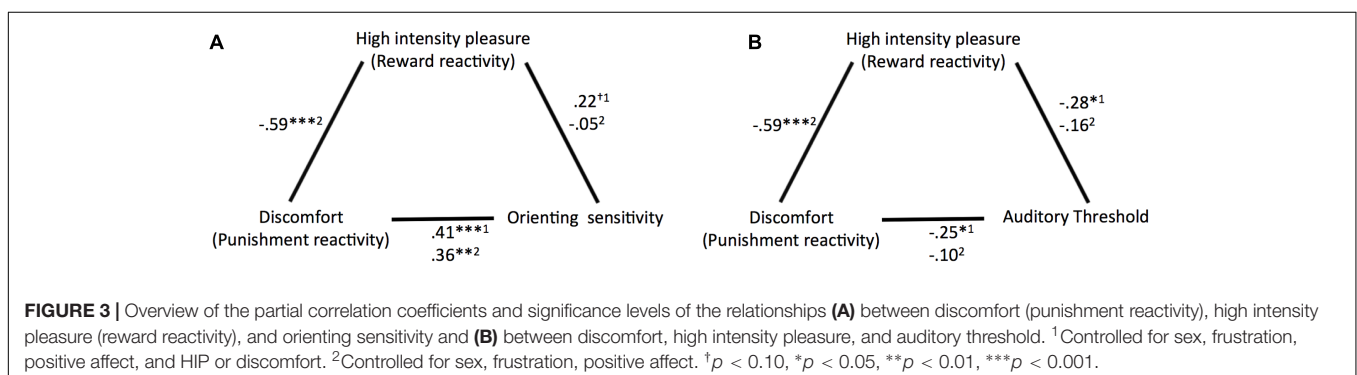 A
High intensity pleasure
(Reward reactivity)
-.59***²
.22†¹
-.05²
Discomfort
(Punishment reactivity)
Orienting sensitivity
.41***¹
.36**²
B
High intensity pleasure
(Reward reactivity)
-.59***²
-.28*¹
-.16²
Discomfort
(Punishment reactivity)
Auditory Threshold
-.25*¹
-.10²
FIGURE 3 | Overview of the partial correlation coefficients and significance levels of the relationships (A) between discomfort (punishment reactivity), high intensity
pleasure (reward reactivity), and orienting sensitivity and (B) between discomfort, high intensity pleasure, and auditory threshold. ¹Controlled for sex, frustration,
positive affect, and HIP or discomfort. ²Controlled for sex, frustration, positive affect. †p < 0.10, *p < 0.05, **p < 0.01, ***p < 0.001.